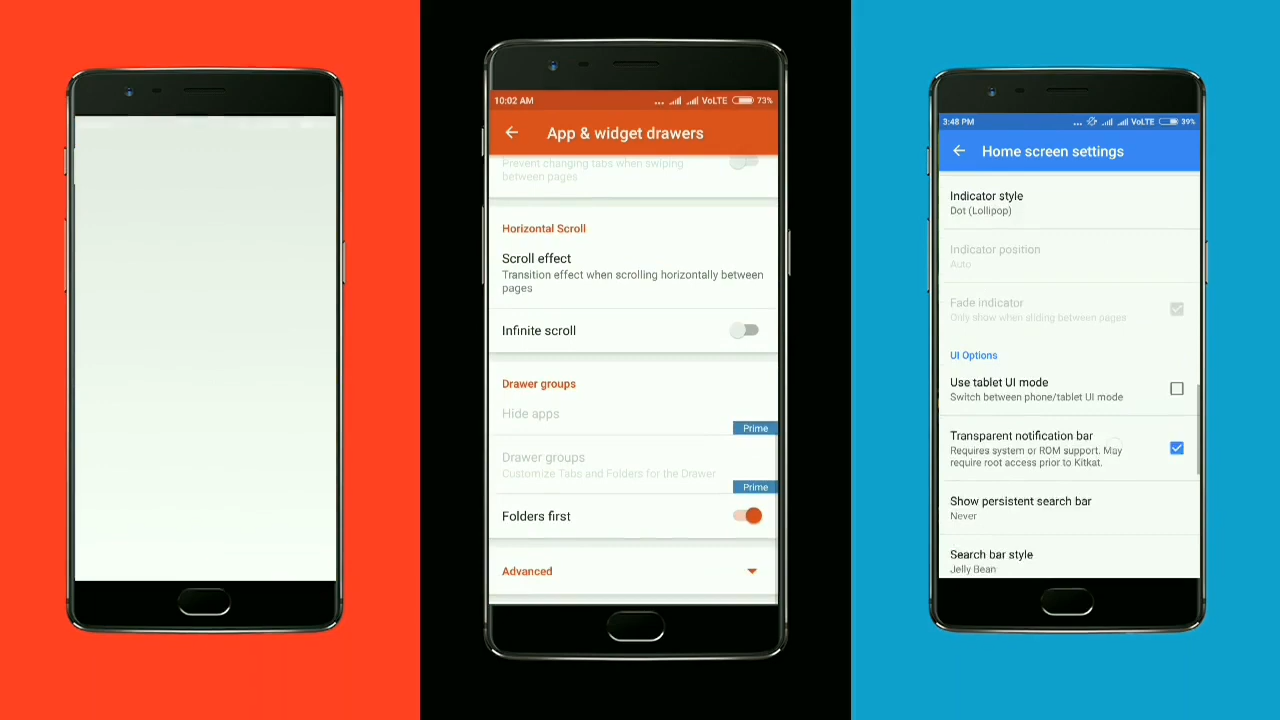 10:02 AM
... VoLTE 73%
App & widget drawers
Prevent changing tabs when swiping
between pages
Horizontal Scroll
Scroll effect
Transition effect when scrolling horizontally between
pages
Infinite scroll
Drawer groups
Hide apps
Prime
Drawer groups
Customize Tabs and Folders for the Drawer
Prime
Folders first
Advanced
3:48 PM
... VoLTE 39%
Home screen settings
Indicator style
Dot (Lollipop)
Indicator position
Auto
Fade indicator
Only show when sliding between pages
UI Options
Use tablet UI mode
Switch between phone/tablet UI mode
Transparent notification bar
Requires system or ROM support. May
require root access prior to Kitkat.
Show persistent search bar
Never
Search bar style
Jelly Bean